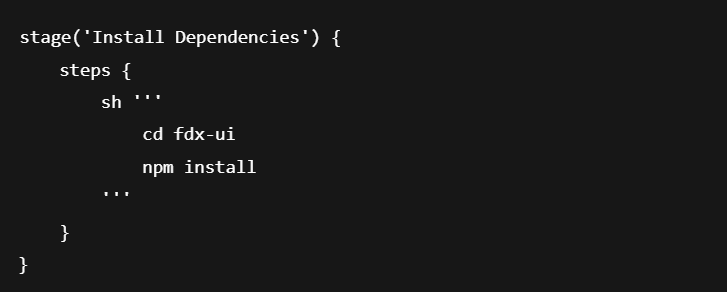 stage('Install Dependencies') {
    steps {
        sh '''
            cd fdx-ui
            npm install
        '''
    }
}